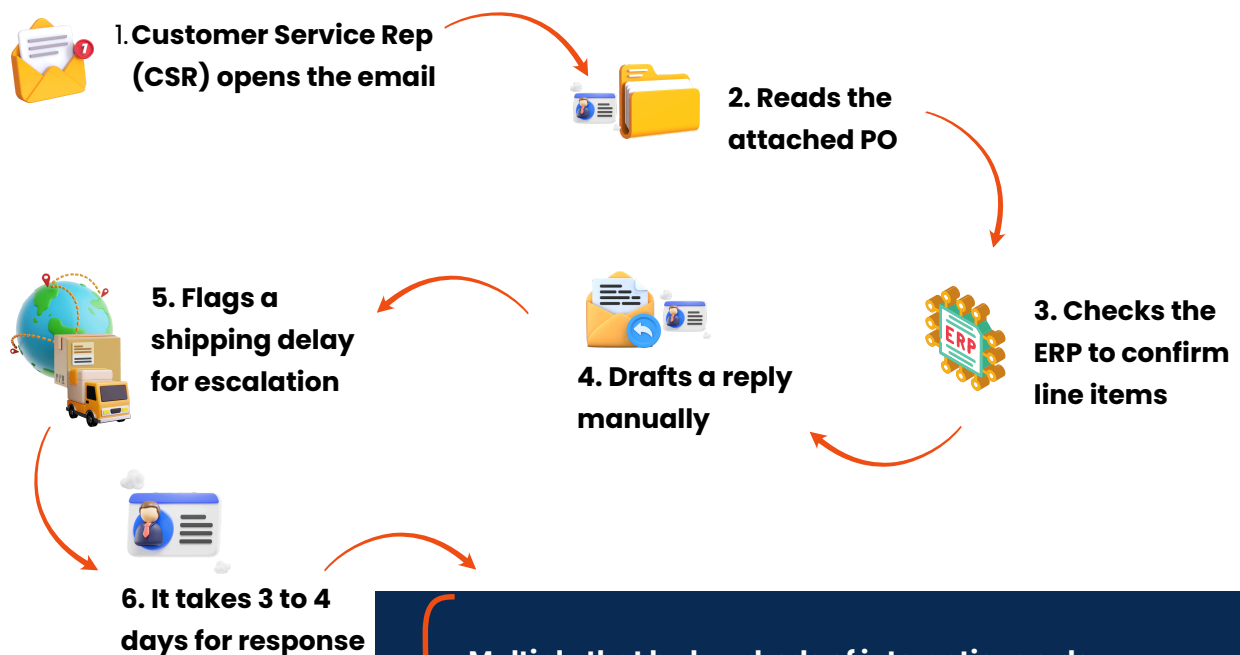 1. Customer Service Rep
(CSR) opens the email
2. Reads the
attached PO
3. Checks the
ERP to confirm
line items
ERP
4. Drafts a reply
manually
5. Flags a
shipping delay
for escalation
6. It takes 3 to 4
days for response